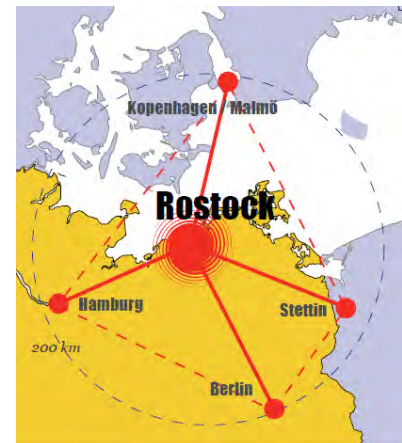 Kopenhagen Malmö
Rostock
Hamburg
Stettin
200 km
Berlin